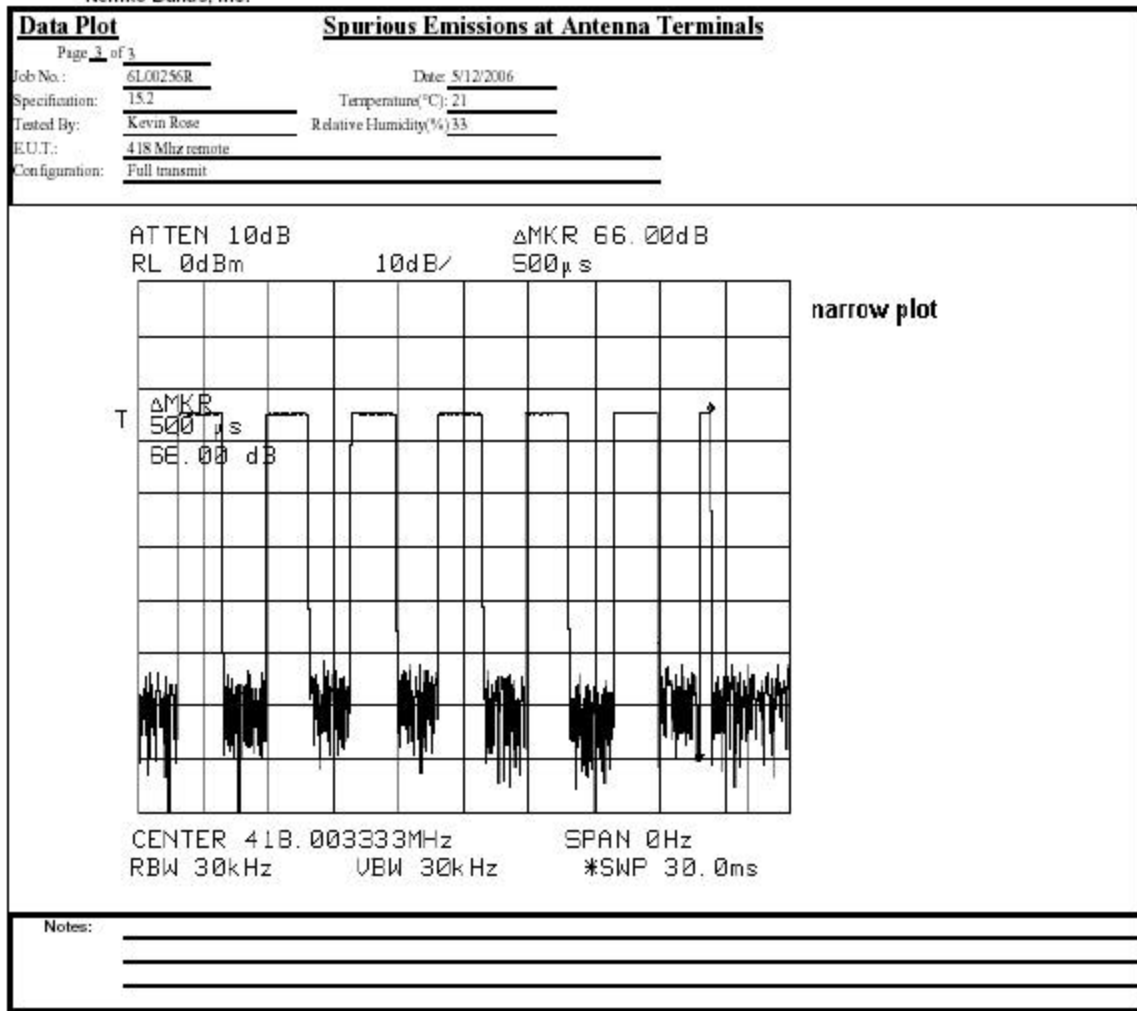 Data Plot Spurious Emissions at Antenna Terminals
Page 3 of 3
Job No.: 6L00256R Date: 5/12/2006
Specification: 15.2 Temperature(°C): 21
Tested By: Kevin Rose Relative Humidity(%) 33
E.U.T.: 418 Mhz remote
Configuration: Full transmit
ATTEN 10dB ΔMKR 66.00dB
RL 0dBm 10dB/ 500µs
narrow plot
T ΔMKR
500 µs
66.00 dB
CENTER 418.003333MHz SPAN 0Hz
RBW 30kHz VBW 30kHz *SWP 30.0ms
Notes: